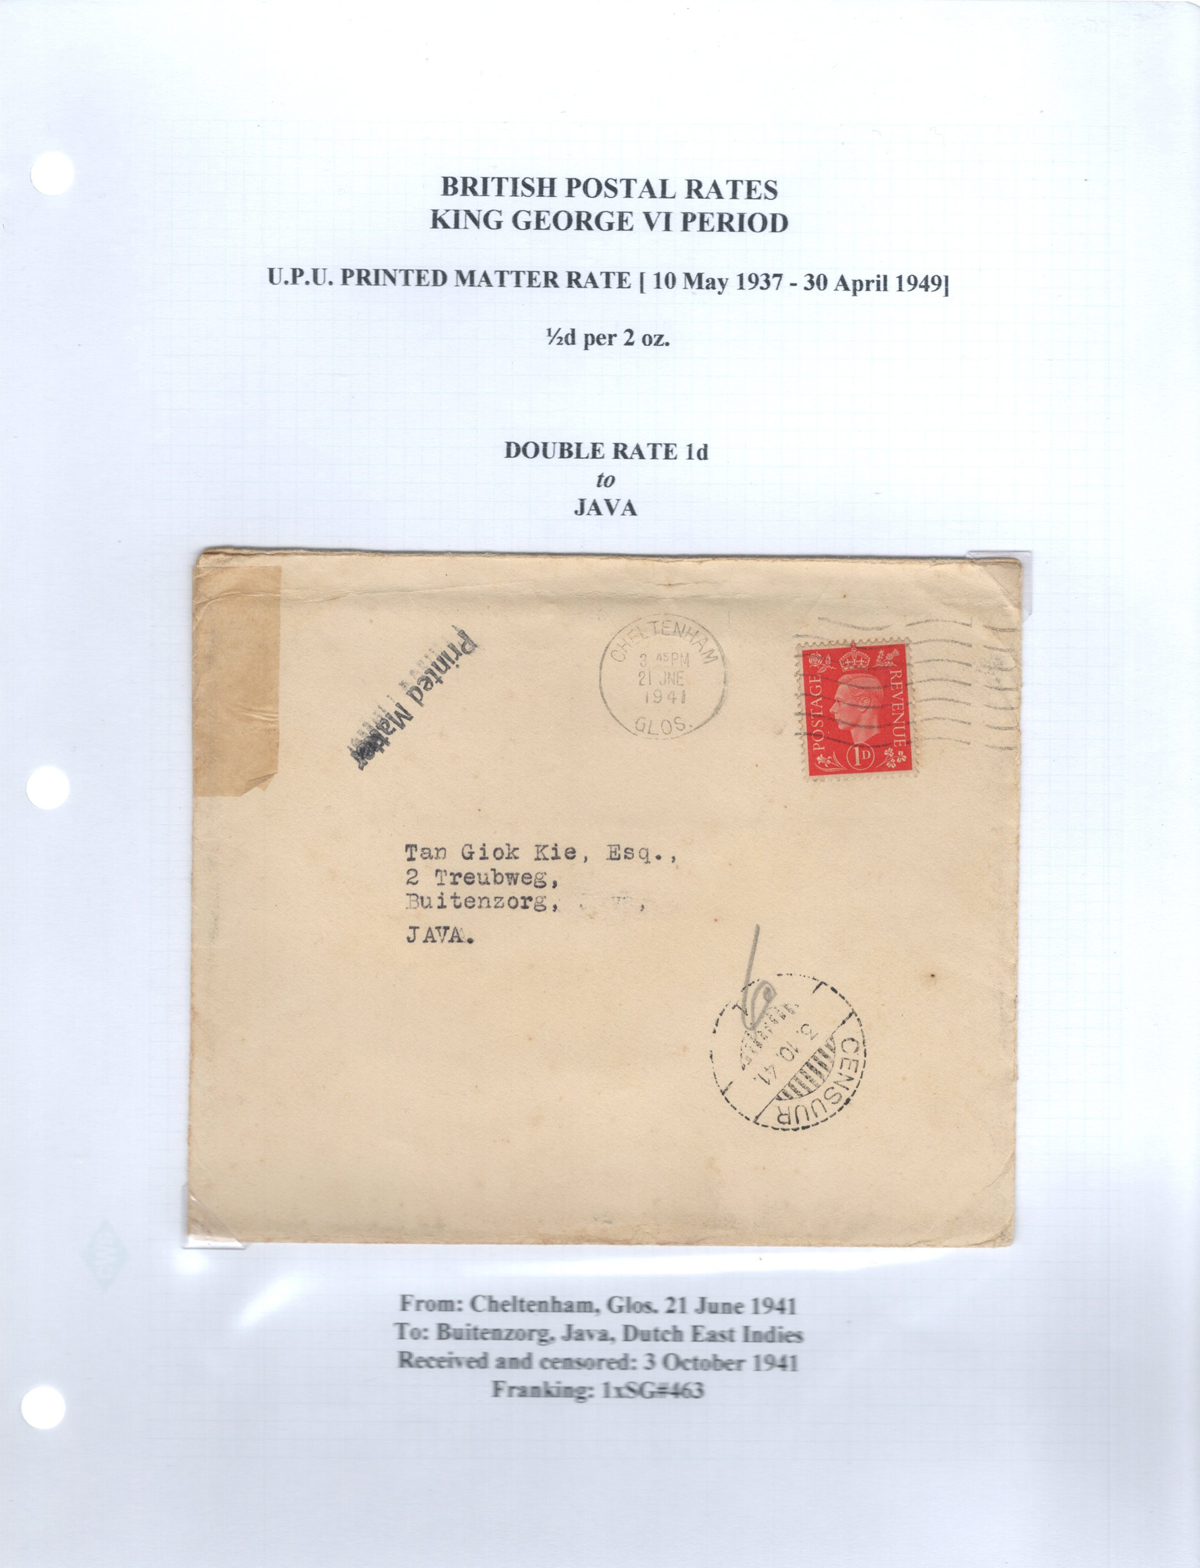 BRITISH POSTAL RATES
KING GEORGE VI PERIOD
U.P.U. PRINTED MATTER RATE [ 10 May 1937 - 30 April 1949]
½d per 2 oz.
DOUBLE RATE 1d
to
JAVA
Printed Matter
CHELTENHAM
3 45 PM
21 JNE
1941
GLOS.
POSTAGE
REVENUE
1D
Tan Giok Kie, Esq.,
2 Treubweg,
Buitenzorg,
JAVA.
6
3.10.41.
CENSUUR
From: Cheltenham, Glos. 21 June 1941
To: Buitenzorg, Java, Dutch East Indies
Received and censored: 3 October 1941
Franking: 1xSG#463